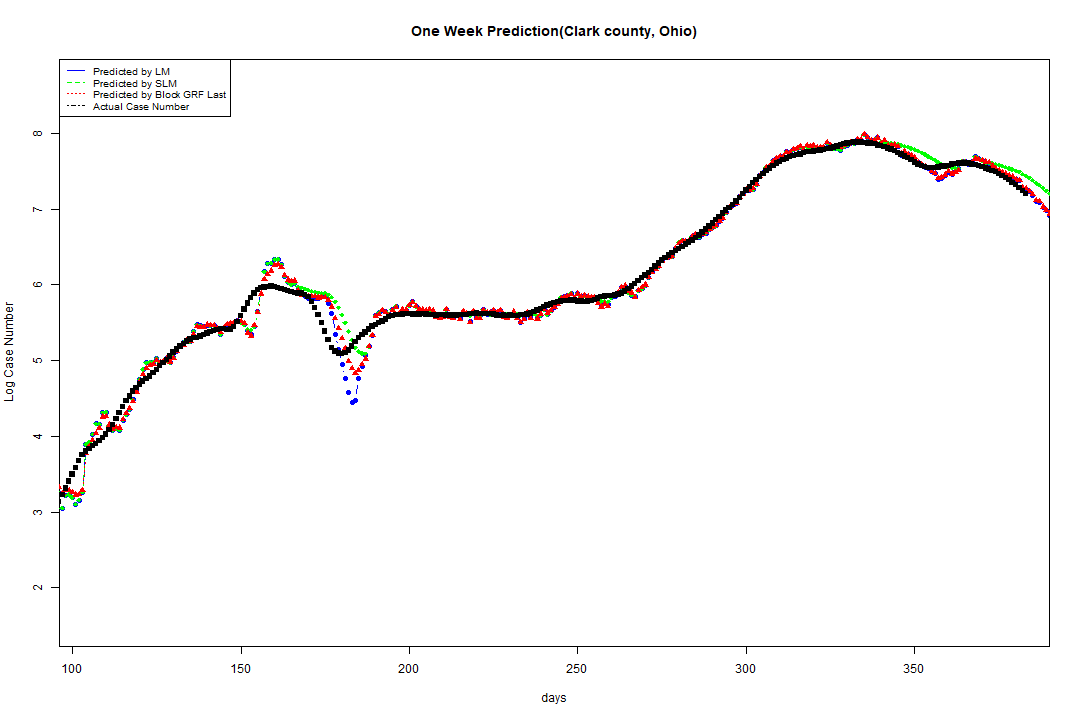 One Week Prediction(Clark county, Ohio)
Predicted by LM
Predicted by SLM
Predicted by Block GRF Last
Actual Case Number
8
7
6
5
4
3
2
Log Case Number
100 150 200 250 300 350
days